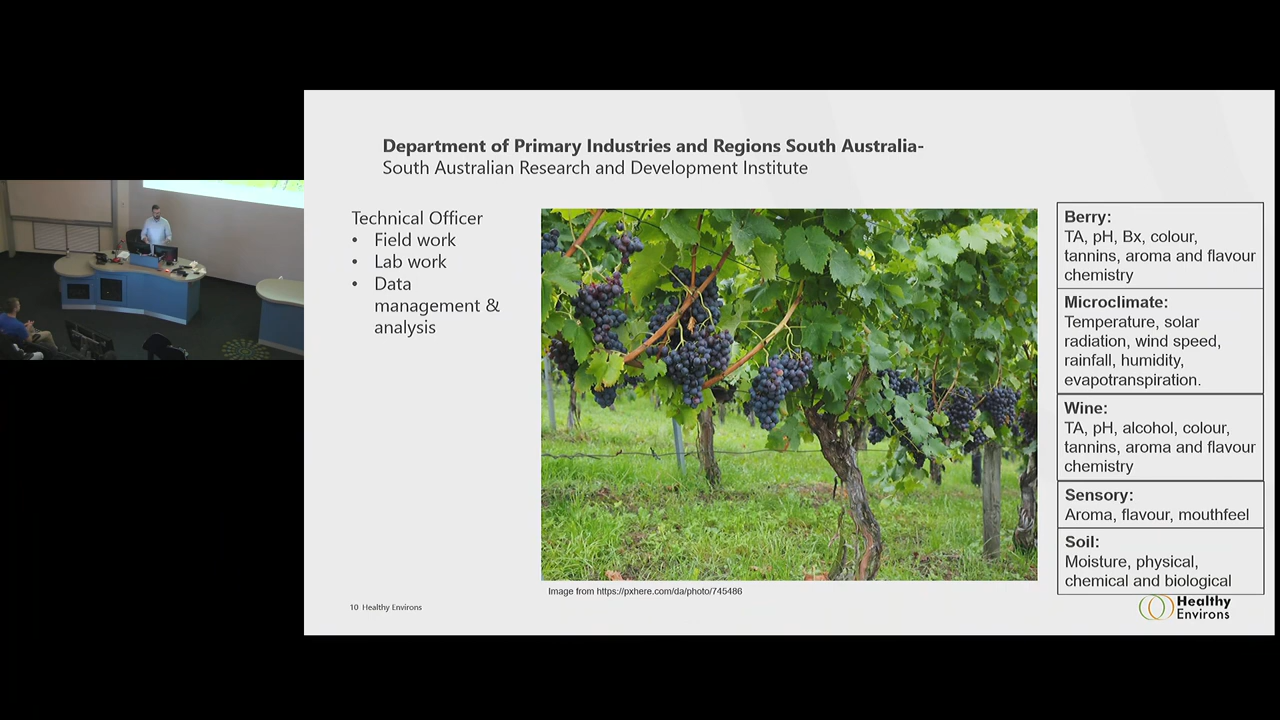 Department of Primary Industries and Regions South Australia-
South Australian Research and Development Institute
Technical Officer
• Field work
• Lab work
• Data
management &
analysis
Berry:
TA, pH, Bx, colour,
tannins, aroma and flavour
chemistry
Microclimate:
Temperature, solar
radiation, wind speed,
rainfall, humidity,
evapotranspiration.
Wine:
TA, pH, alcohol, colour,
tannins, aroma and flavour
chemistry
Sensory:
Aroma, flavour, mouthfeel
Soil:
Moisture, physical,
chemical and biological
Image from https://pxhere.com/da/photo/745486
10 Healthy Environs
Healthy
Environs